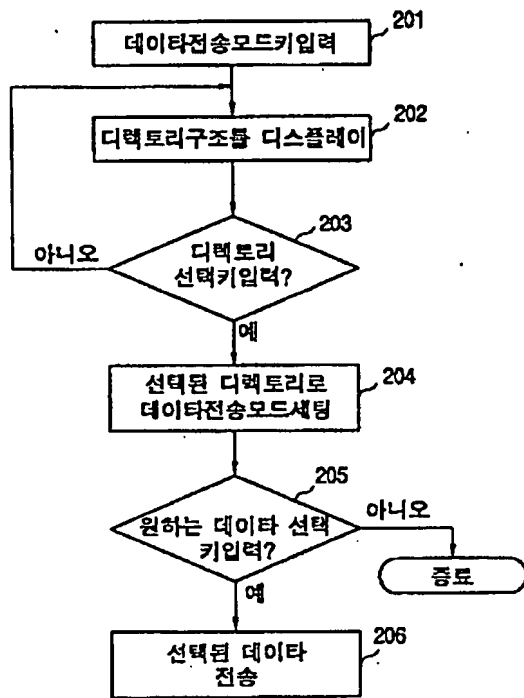 데이타전송모드키입력
201
디렉토리구조를 디스플레이
202
디렉토리
선택키입력?
203
아니오
예
선택된 디렉토리로
데이타전송모드세팅
204
원하는 데이타 선택
키입력?
205
아니오
종료
예
선택된 데이타
전송
206